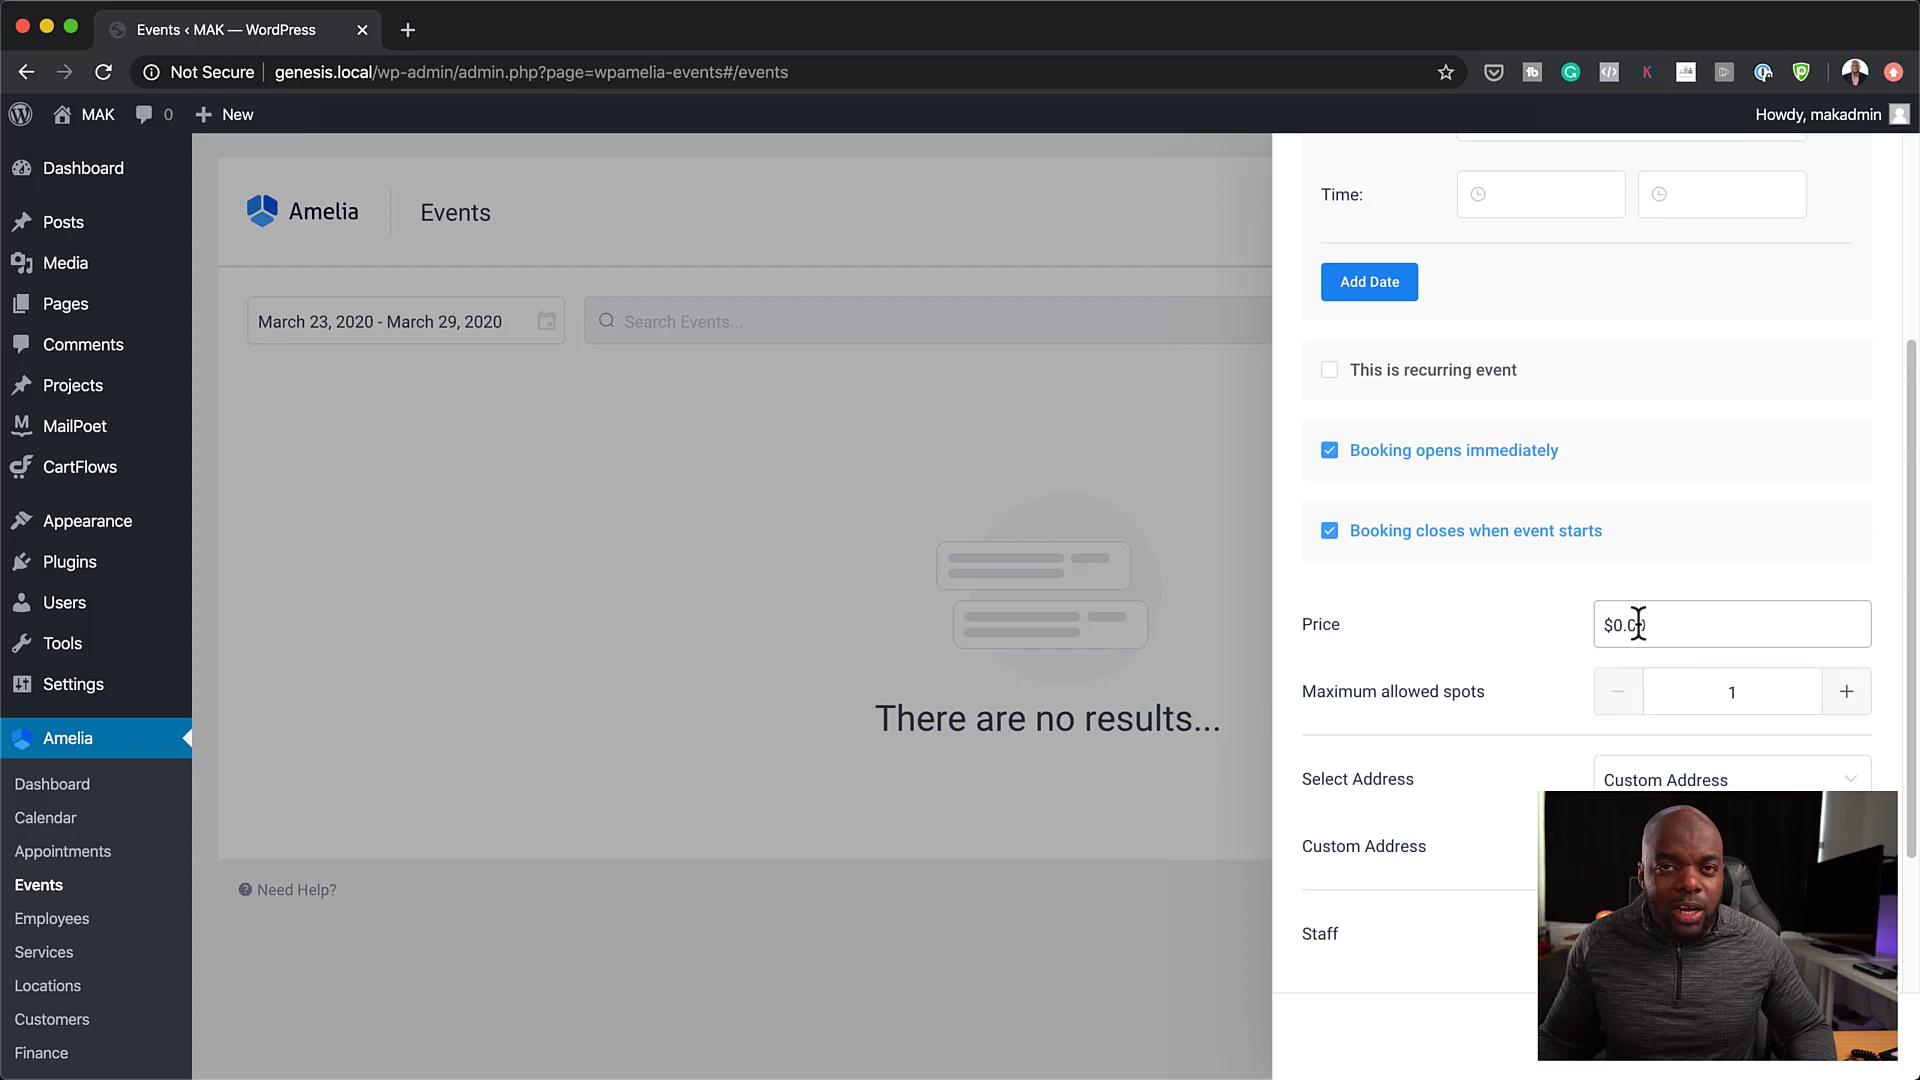 Events ‹ MAK — WordPress
Not Secure
genesis.local/wp-admin/admin.php?page=wpamelia-events#/events
MAK
0
New
Howdy, makadmin
Dashboard
Posts
Media
Pages
Comments
Projects
MailPoet
CartFlows
Appearance
Plugins
Users
Tools
Settings
Amelia
Dashboard
Calendar
Appointments
Events
Employees
Services
Locations
Customers
Finance
Amelia
Events
March 23, 2020 - March 29, 2020
Search Events...
There are no results...
Need Help?
Time:
Add Date
This is recurring event
Booking opens immediately
Booking closes when event starts
Price
$0.00
Maximum allowed spots
1
Select Address
Custom Address
Custom Address
Staff